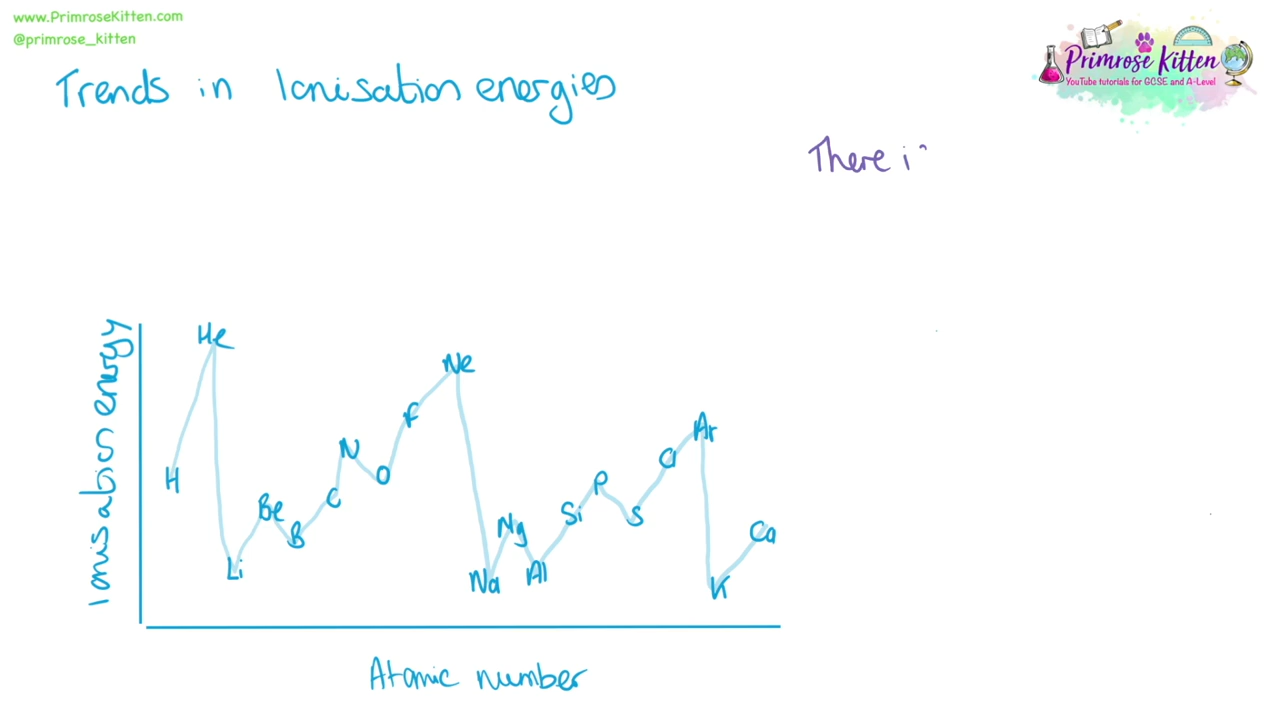 www.PrimroseKitten.com
@primrose_kitten
Primrose Kitten
YouTube tutorials for GCSE and A-Level
Trends in Ionisation energies
There i
Ionisation energy
He
Ne
F
Ar
N
Cl
H
O
P
C
Be
Si
S
Mg
B
Ca
Li
Na
Al
K
Atomic number